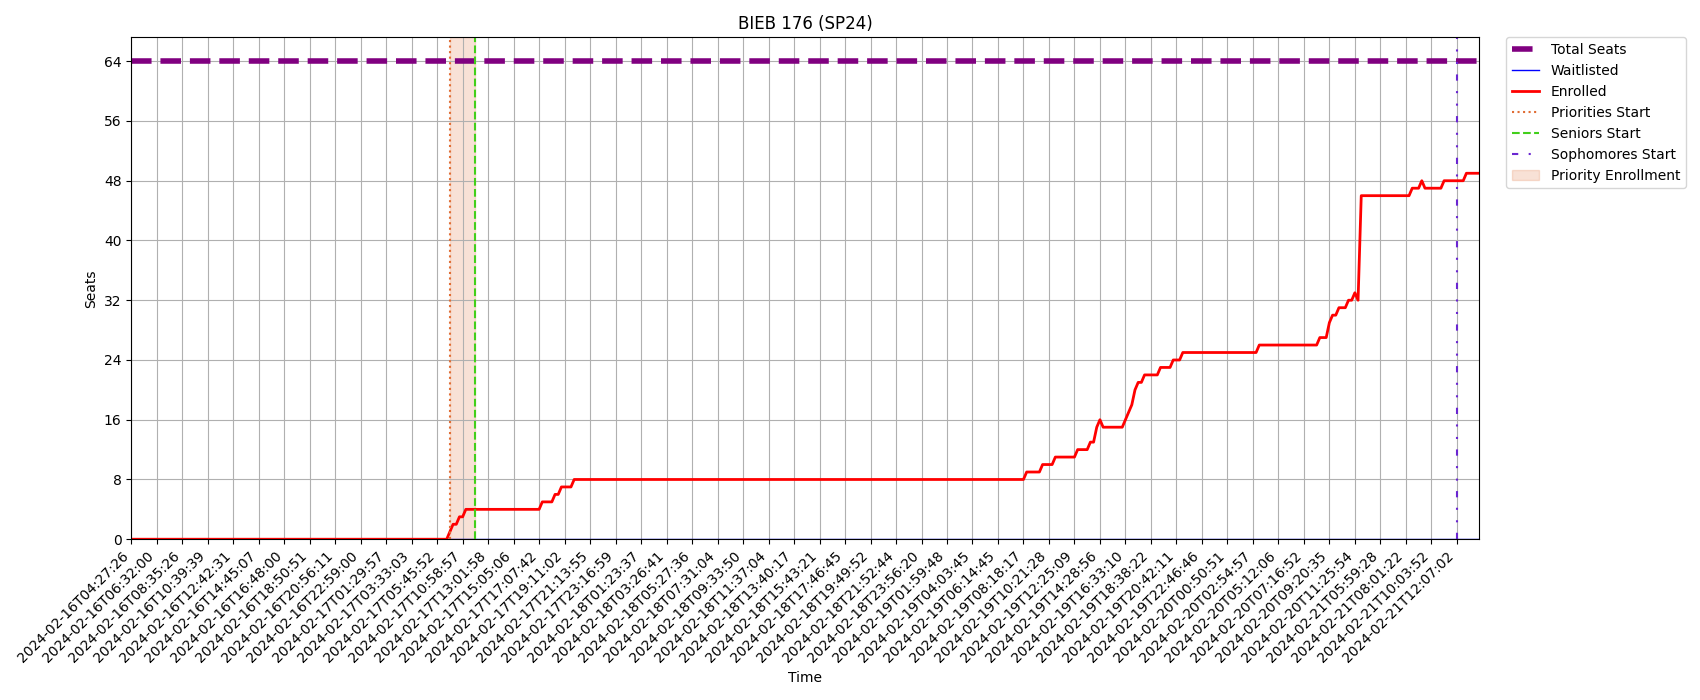 BIEB 176 (SP24)
Total Seats
Waitlisted
Enrolled
Priorities Start
Seniors Start
Sophomores Start
Priority Enrollment
Seats
64
56
48
40
32
24
16
8
0
2024-02-16T04:27:26
2024-02-16T06:32:00
2024-02-16T08:35:26
2024-02-16T10:39:39
2024-02-16T12:42:31
2024-02-16T14:45:07
2024-02-16T16:48:00
2024-02-16T18:50:51
2024-02-16T20:56:11
2024-02-16T22:59:00
2024-02-17T01:29:57
2024-02-17T03:33:03
2024-02-17T05:45:52
2024-02-17T10:58:57
2024-02-17T13:01:58
2024-02-17T15:05:06
2024-02-17T17:07:42
2024-02-17T19:11:02
2024-02-17T21:13:55
2024-02-17T23:16:59
2024-02-18T01:23:37
2024-02-18T03:26:41
2024-02-18T05:27:36
2024-02-18T07:31:04
2024-02-18T09:33:50
2024-02-18T11:37:04
2024-02-18T13:40:17
2024-02-18T15:43:21
2024-02-18T17:46:45
2024-02-18T19:49:52
2024-02-18T21:52:44
2024-02-18T23:56:20
2024-02-19T01:59:48
2024-02-19T04:03:45
2024-02-19T06:14:45
2024-02-19T08:18:17
2024-02-19T10:21:28
2024-02-19T12:25:09
2024-02-19T14:28:56
2024-02-19T16:33:10
2024-02-19T18:38:22
2024-02-19T20:42:11
2024-02-19T22:46:46
2024-02-20T00:50:51
2024-02-20T02:54:57
2024-02-20T05:12:06
2024-02-20T07:16:52
2024-02-20T09:20:35
2024-02-20T11:25:54
2024-02-21T05:59:28
2024-02-21T08:01:22
2024-02-21T10:03:52
2024-02-21T12:07:02
Time